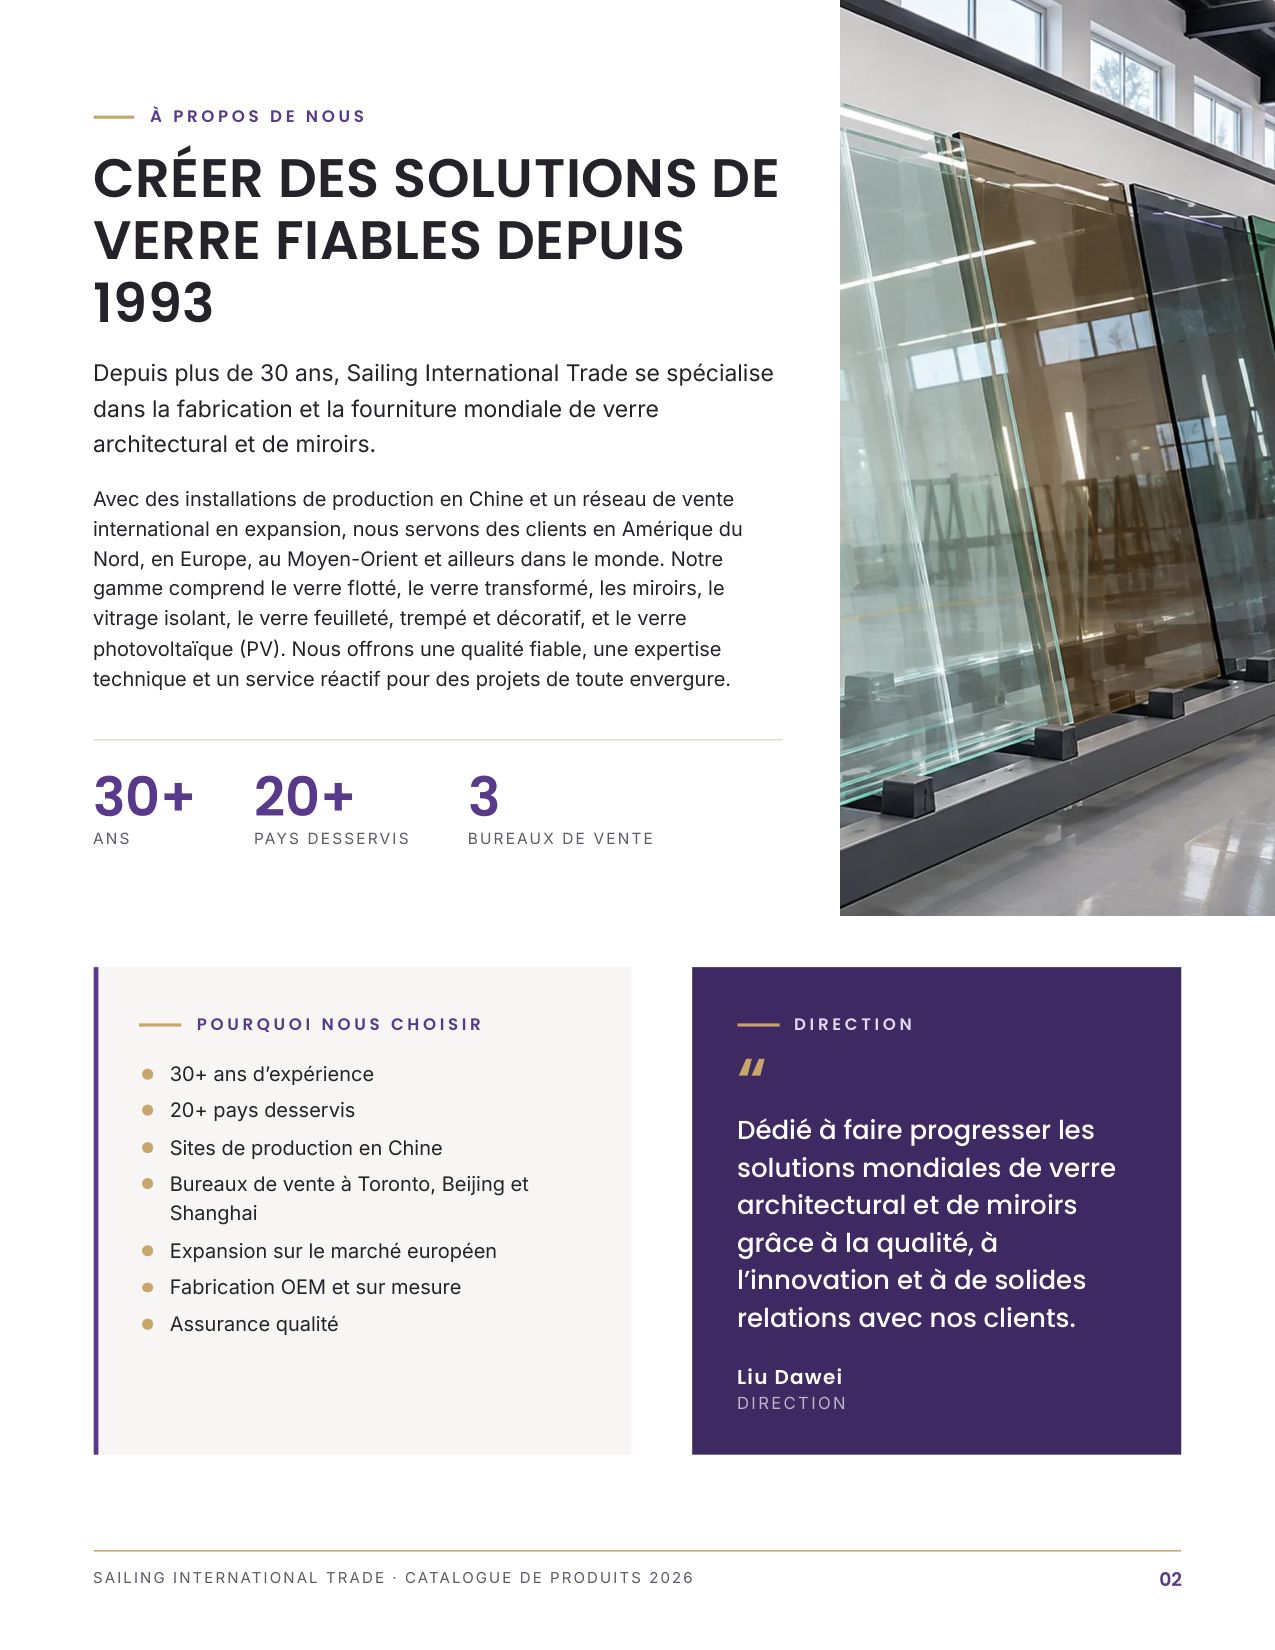 À PROPOS DE NOUS
CRÉER DES SOLUTIONS DE
VERRE FIABLES DEPUIS
1993
Depuis plus de 30 ans, Sailing International Trade se spécialise
dans la fabrication et la fourniture mondiale de verre
architectural et de miroirs.
Avec des installations de production en Chine et un réseau de vente
international en expansion, nous servons des clients en Amérique du
Nord, en Europe, au Moyen-Orient et ailleurs dans le monde. Notre
gamme comprend le verre flotté, le verre transformé, les miroirs, le
vitrage isolant, le verre feuilleté, trempé et décoratif, et le verre
photovoltaïque (PV). Nous offrons une qualité fiable, une expertise
technique et un service réactif pour des projets de toute envergure.
30+
ANS
20+
PAYS DESSERVIS
3
BUREAUX DE VENTE
POURQUOI NOUS CHOISIR
30+ ans d’expérience
20+ pays desservis
Sites de production en Chine
Bureaux de vente à Toronto, Beijing et
Shanghai
Expansion sur le marché européen
Fabrication OEM et sur mesure
Assurance qualité
DIRECTION
“
Dédié à faire progresser les
solutions mondiales de verre
architectural et de miroirs
grâce à la qualité, à
l’innovation et à de solides
relations avec nos clients.
Liu Dawei
DIRECTION
SAILING INTERNATIONAL TRADE · CATALOGUE DE PRODUITS 2026
02